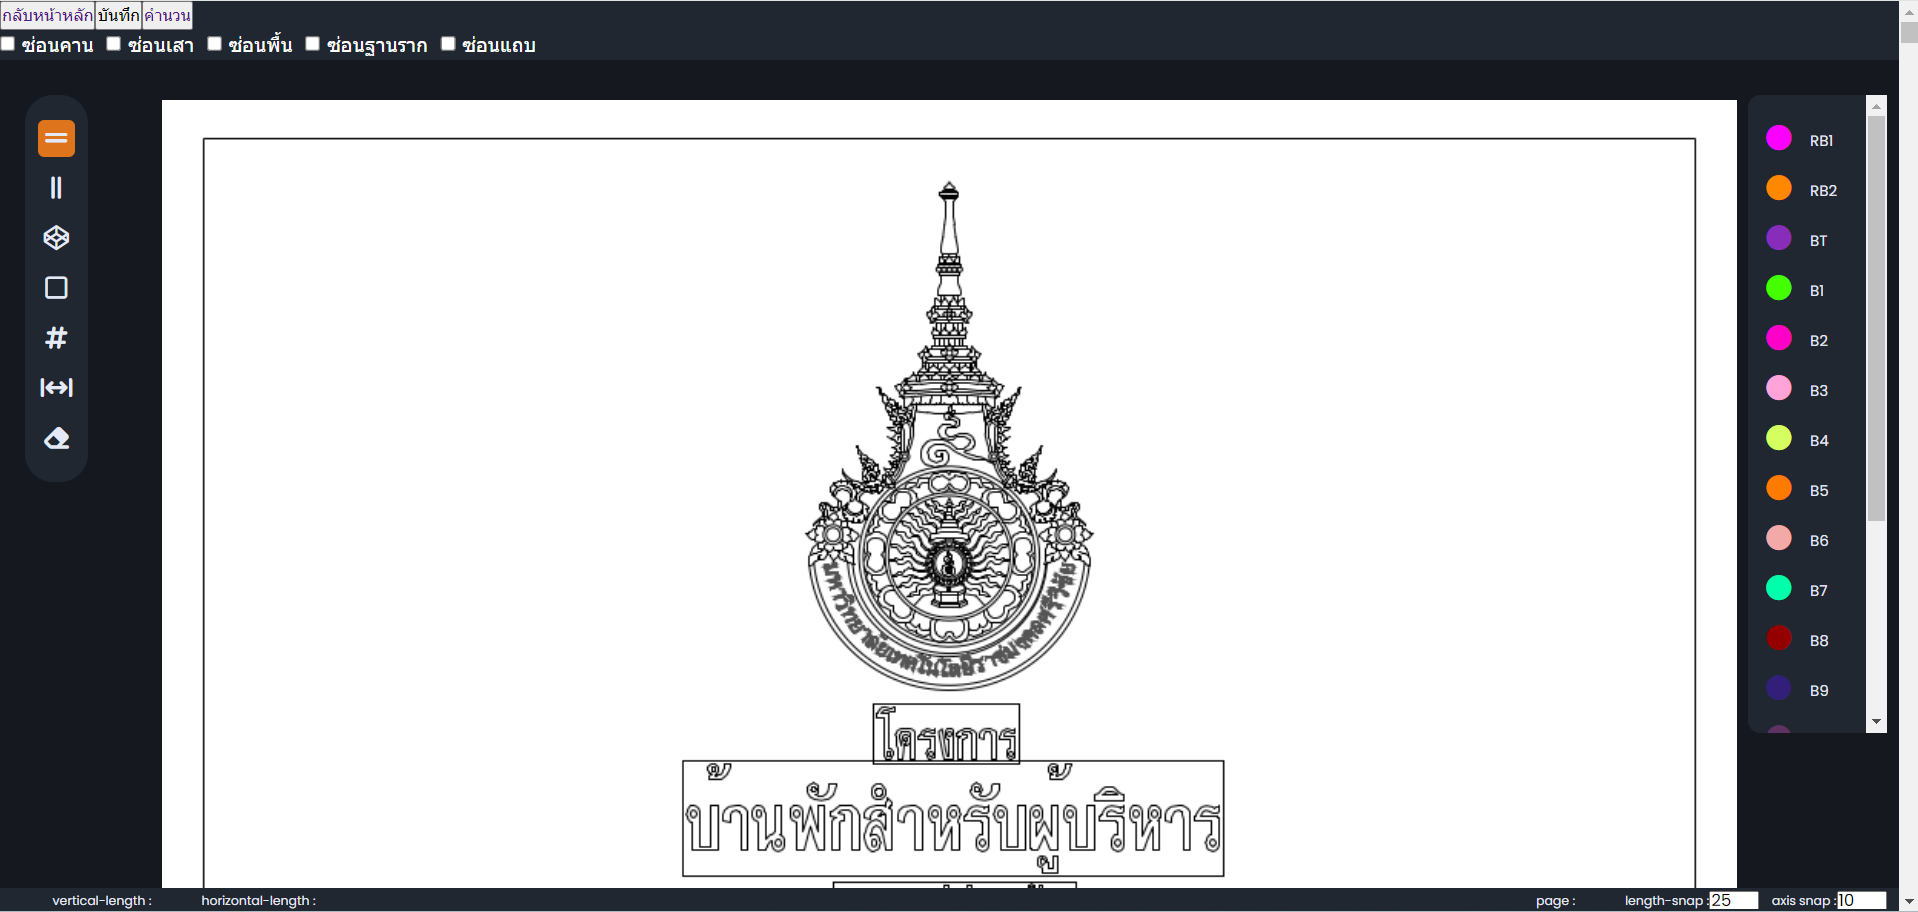 กลับหน้าหลัก บันทึก คำนวน
ซ่อนคาน ซ่อนเสา ซ่อนพื้น ซ่อนฐานราก ซ่อนแถบ
RB1
RB2
BT
B1
B2
B3
B4
B5
B6
B7
B8
B9
มหาวิทยาลัยเทคโนโลยีราชมงคลศรีวิชัย
โครงการ
บ้านพักสำหรับผู้บริหาร
vertical-length : horizontal-length : page : length-snap : 25 axis snap : 10